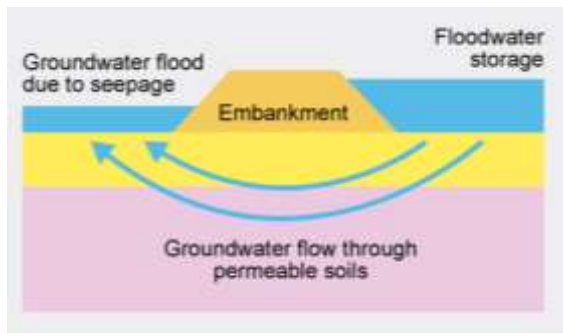 Groundwater flood
due to seepage
Floodwater
storage
Embankment
Groundwater flow through
permeable soils